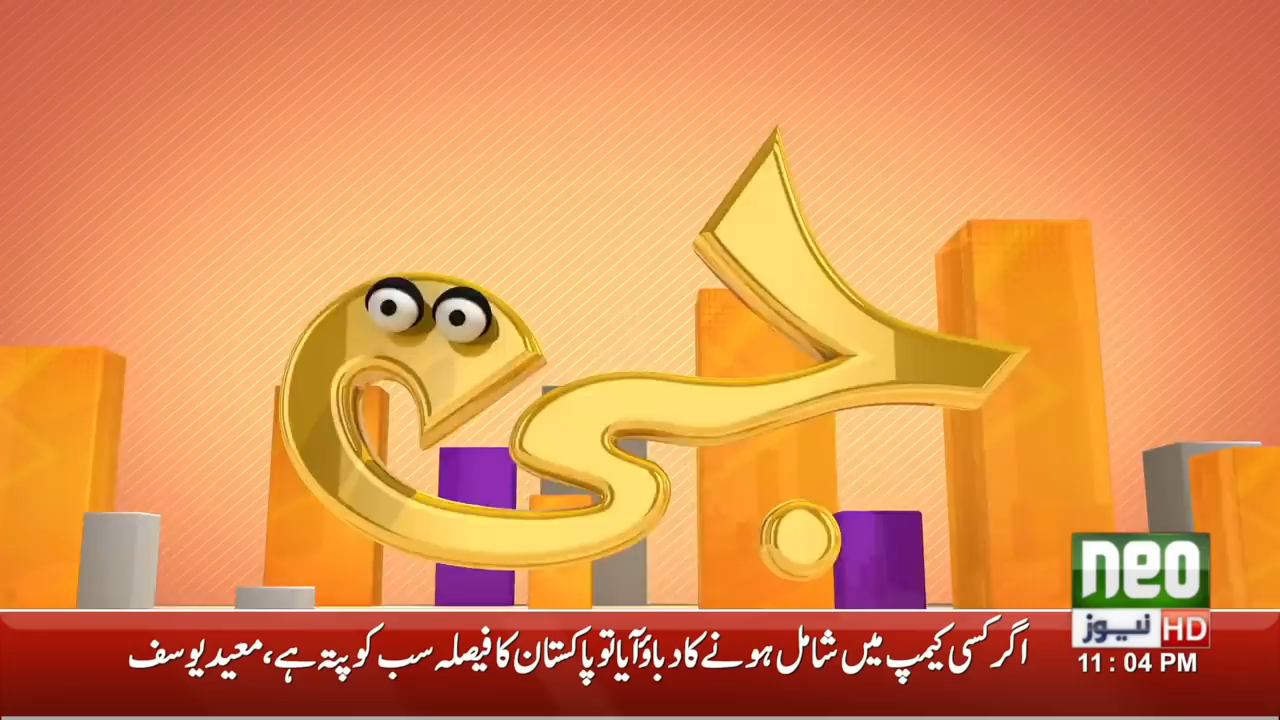 جی
neo
نیوز HD
اگر کسی کیمپ میں شامل ہونے کا دباؤ آیا تو پاکستان کا فیصلہ سب کو پتہ ہے، معید یوسف
11 : 04 PM